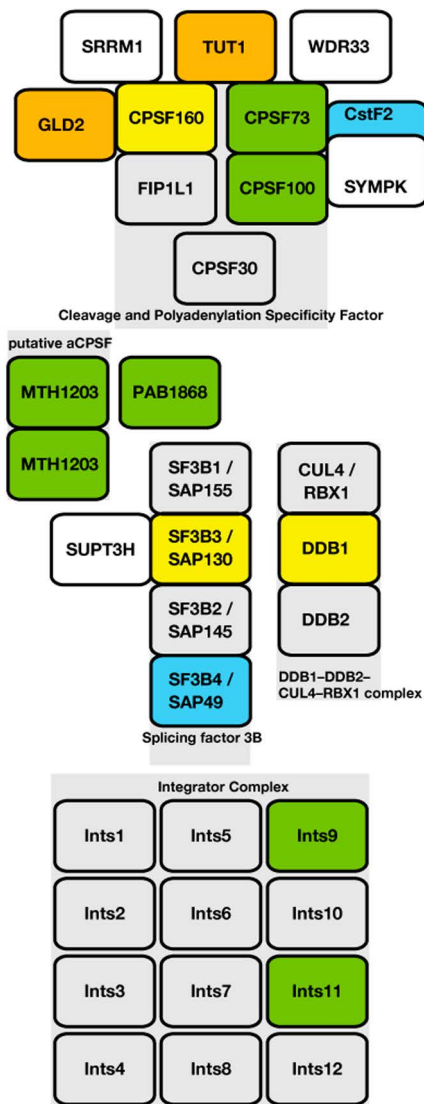 SRRM1
TUT1
WDR33
GLD2
CPSF160
CPSF73
CstF2
FIP1L1
CPSF100
SYMPK
CPSF30
Cleavage and Polyadenylation Specificity Factor
putative aCPSF
MTH1203
PAB1868
MTH1203
SF3B1 /
SAP155
CUL4 /
RBX1
SUPT3H
SF3B3 /
SAP130
DDB1
SF3B2 /
SAP145
DDB2
SF3B4 /
SAP49
DDB1–DDB2–
CUL4–RBX1 complex
Splicing factor 3B
Integrator Complex
Ints1
Ints5
Ints9
Ints2
Ints6
Ints10
Ints3
Ints7
Ints11
Ints4
Ints8
Ints12